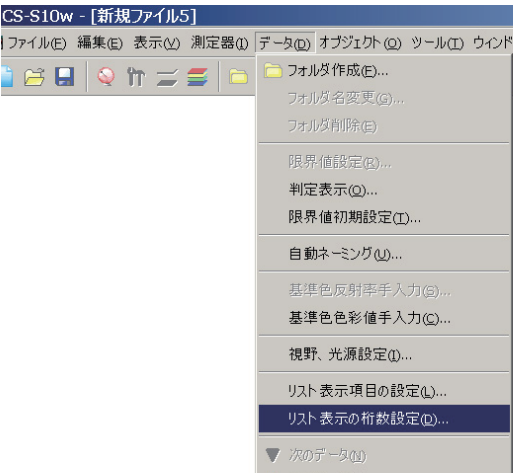 CS-S10w - [新規ファイル5]
ファイル(F) 編集(E) 表示(V) 測定器(I) データ(D) オブジェクト(O) ツール(T) ウィンド
フォルダ作成(F)...
フォルダ名変更(G)...
フォルダ削除(E)
限界値設定(R)...
判定表示(O)...
限界値初期設定(T)...
自動ネーミング(U)...
基準色反射率手入力(S)...
基準色色彩値手入力(C)...
視野、光源設定(I)...
リスト表示項目の設定(L)...
リスト表示の桁数設定(D)...
次のデータ(N)